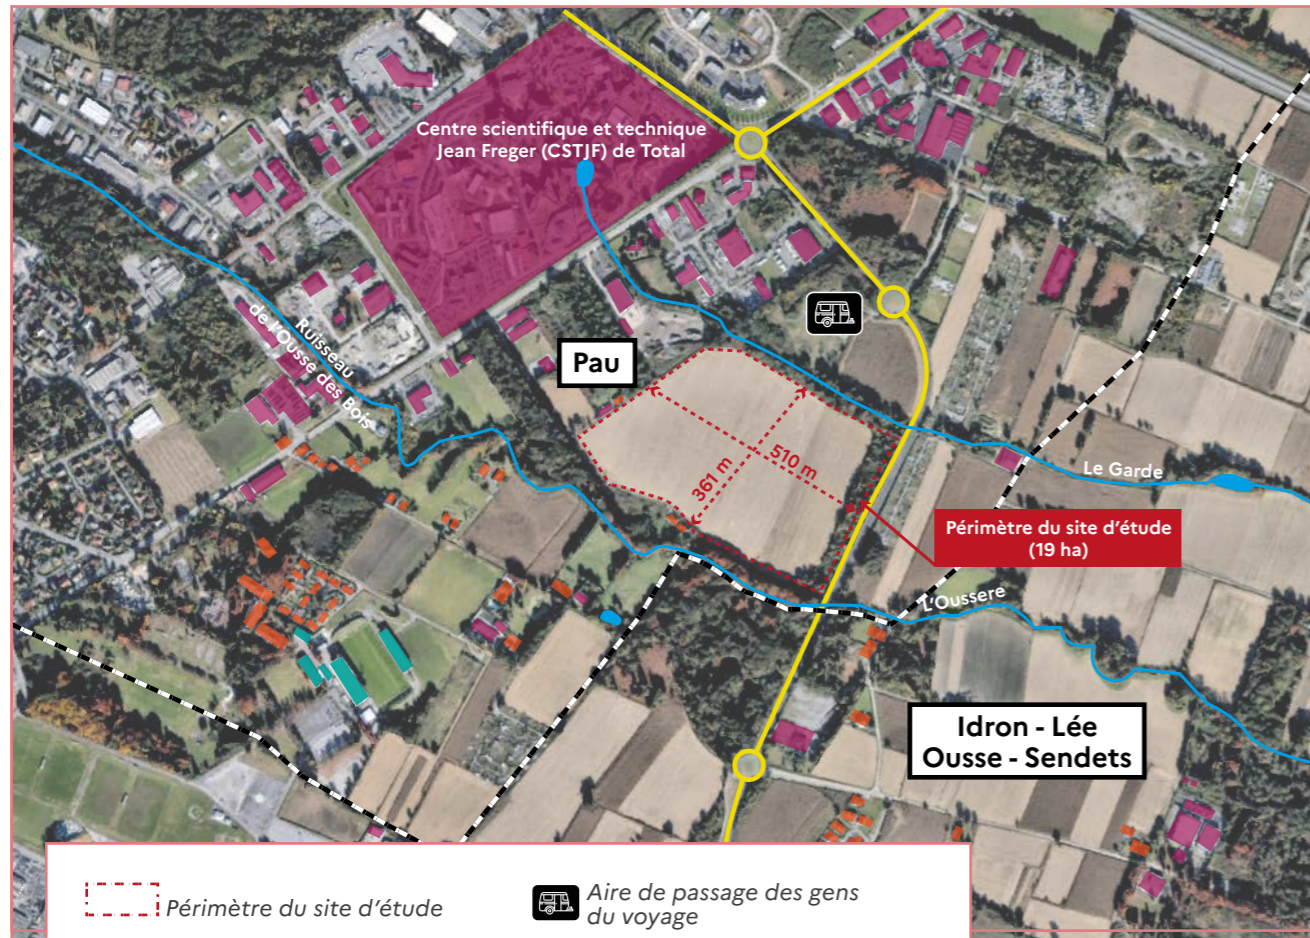 Centre scientifique et technique
Jean Freger (CSTJF) de Total
Ruisseau
de l'Ousse des Bois
Pau
510 m
361 m
Le Garde
Périmètre du site d'étude
(19 ha)
L'Oussere
Idron - Lée
Ousse - Sendets
Périmètre du site d'étude
Aire de passage des gens
du voyage